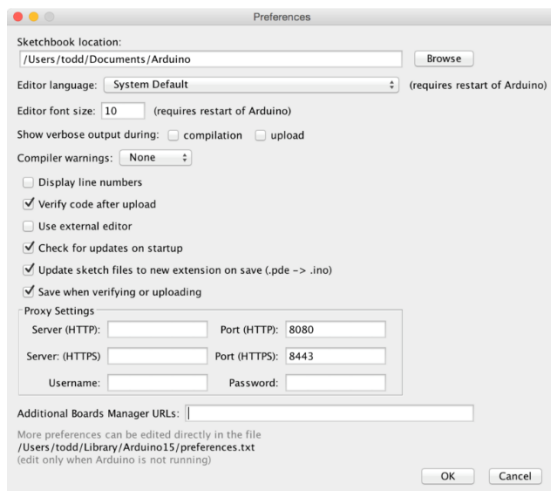 Preferences
Sketchbook location:
/Users/todd/Documents/Arduino Browse
Editor language: System Default (requires restart of Arduino)
Editor font size: 10 (requires restart of Arduino)
Show verbose output during: compilation upload
Compiler warnings: None
Display line numbers
Verify code after upload
Use external editor
Check for updates on startup
Update sketch files to new extension on save (.pde -> .ino)
Save when verifying or uploading
Proxy Settings
Server (HTTP): Port (HTTP): 8080
Server: (HTTPS) Port (HTTPS): 8443
Username: Password:
Additional Boards Manager URLs:
More preferences can be edited directly in the file
/Users/todd/Library/Arduino15/preferences.txt
(edit only when Arduino is not running)
OK Cancel